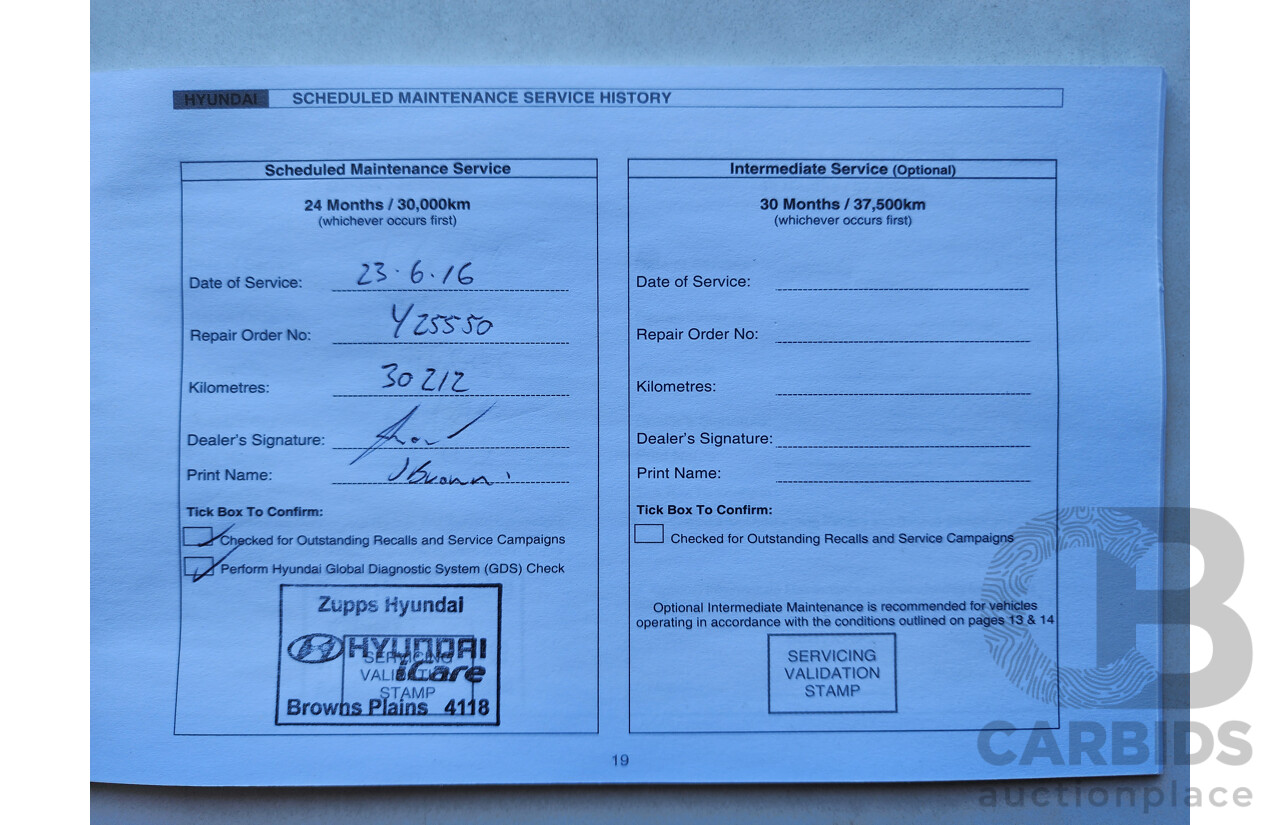 HYUNDAI SCHEDULED MAINTENANCE SERVICE HISTORY
Scheduled Maintenance Service
24 Months / 30,000km
(whichever occurs first)
Date of Service: 23.6.16
Repair Order No: Y25550
Kilometres: 30212
Dealer's Signature:
Print Name: J Brown
Tick Box To Confirm:
Checked for Outstanding Recalls and Service Campaigns
Perform Hyundai Global Diagnostic System (GDS) Check
Zupps Hyundai
HYUNDAI
iCare
SERVICING
VALIDATION
STAMP
Browns Plains 4118
Intermediate Service (Optional)
30 Months / 37,500km
(whichever occurs first)
Date of Service:
Repair Order No:
Kilometres:
Dealer's Signature:
Print Name:
Tick Box To Confirm:
Checked for Outstanding Recalls and Service Campaigns
Optional Intermediate Maintenance is recommended for vehicles
operating in accordance with the conditions outlined on pages 13 & 14
SERVICING
VALIDATION
STAMP
19
CB
CARBIDS
auctionplace